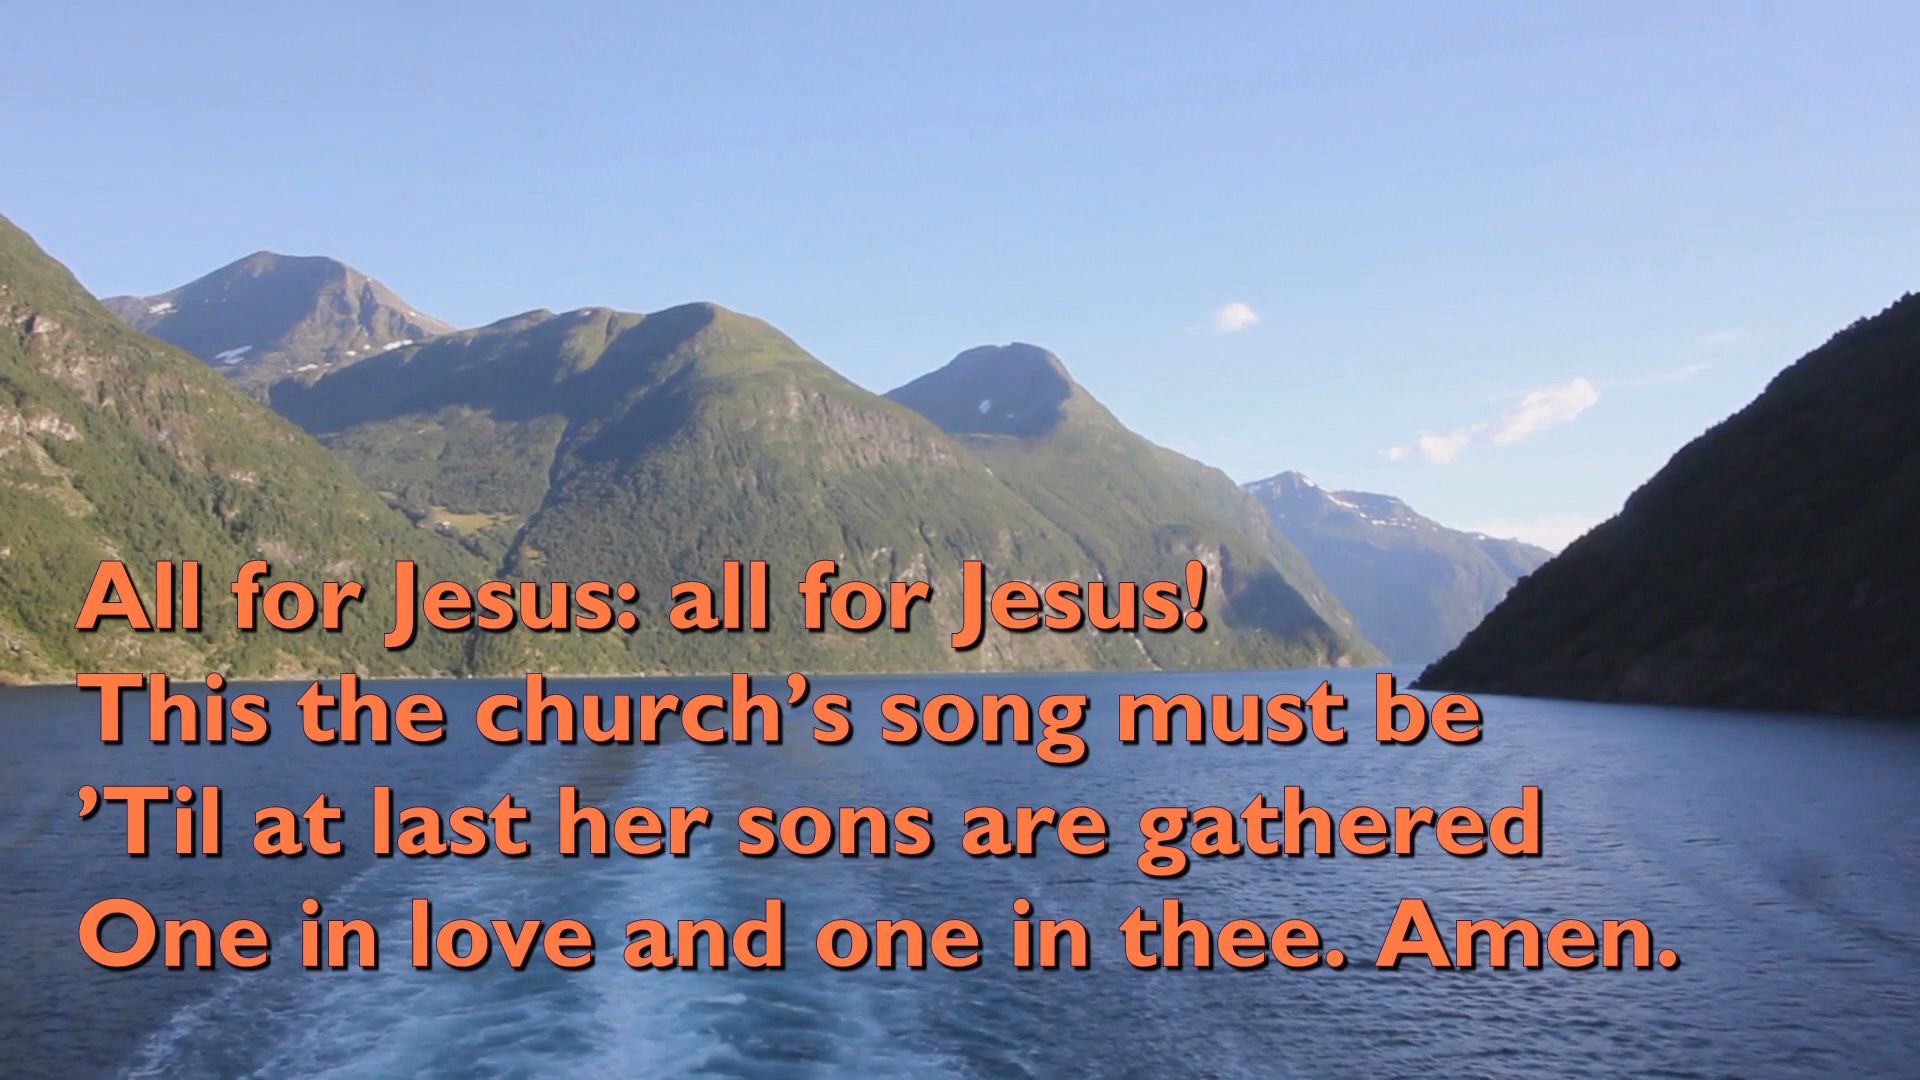 All for Jesus: all for Jesus!
This the church’s song must be
’Til at last her sons are gathered
One in love and one in thee. Amen.